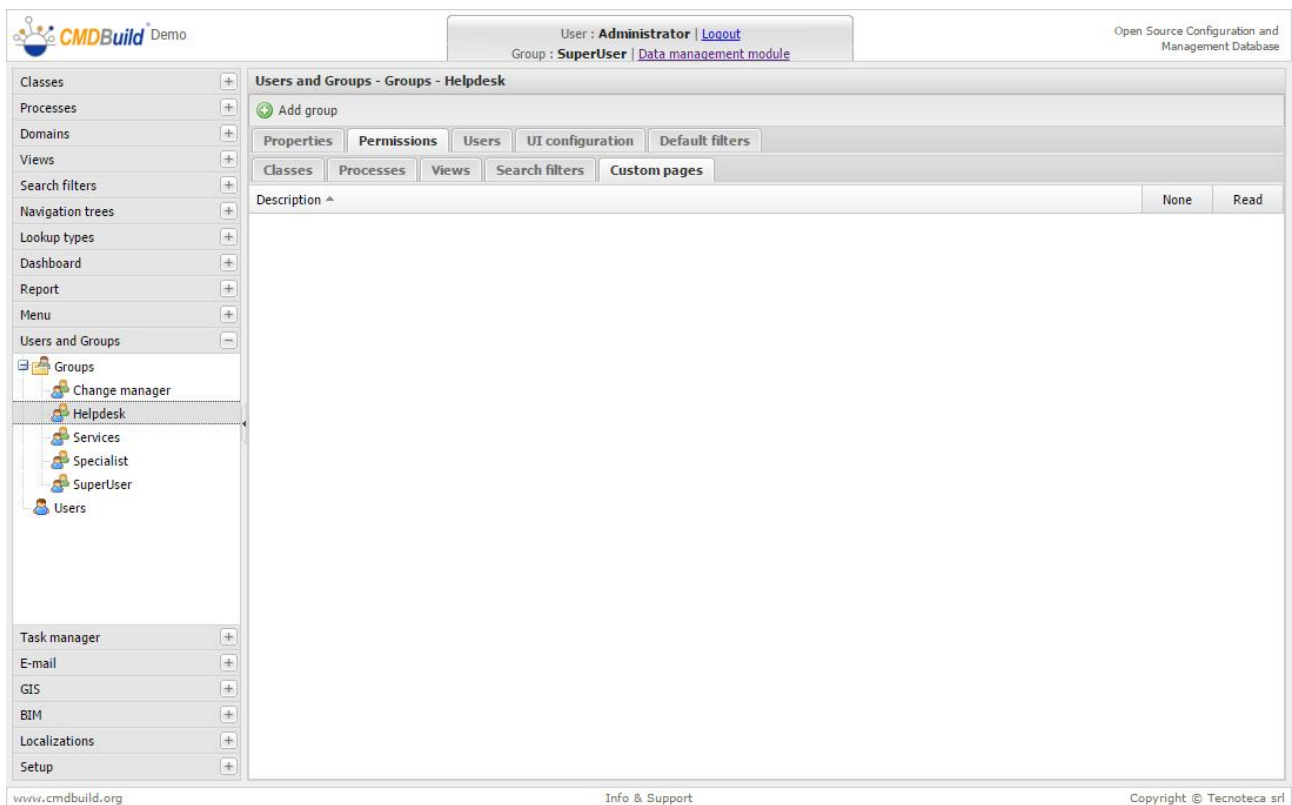 CMDBuild Demo
User : Administrator | Logout
Group : SuperUser | Data management module
Open Source Configuration and
Management Database
Classes
Processes
Domains
Views
Search filters
Navigation trees
Lookup types
Dashboard
Report
Menu
Users and Groups
Groups
Change manager
Helpdesk
Services
Specialist
SuperUser
Users
Task manager
E-mail
GIS
BIM
Localizations
Setup
Users and Groups - Groups - Helpdesk
Add group
Properties Permissions Users UI configuration Default filters
Classes Processes Views Search filters Custom pages
Description None Read
www.cmdbuild.org Info & Support Copyright © Tecnoteca srl